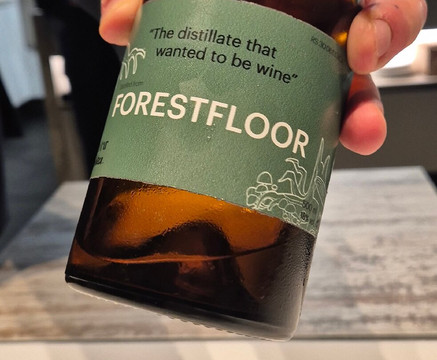 "The distillate that
wanted to be wine"
FORESTFLOOR